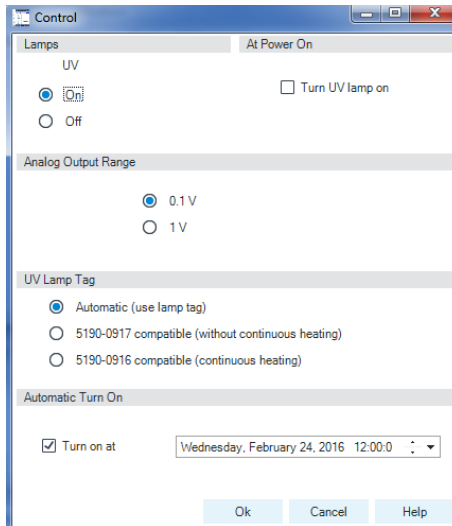 Control
Lamps At Power On
UV
On Turn UV lamp on
Off
Analog Output Range
0.1 V
1 V
UV Lamp Tag
Automatic (use lamp tag)
5190-0917 compatible (without continuous heating)
5190-0916 compatible (continuous heating)
Automatic Turn On
Turn on at Wednesday, February 24, 2016 12:00:0
Ok Cancel Help